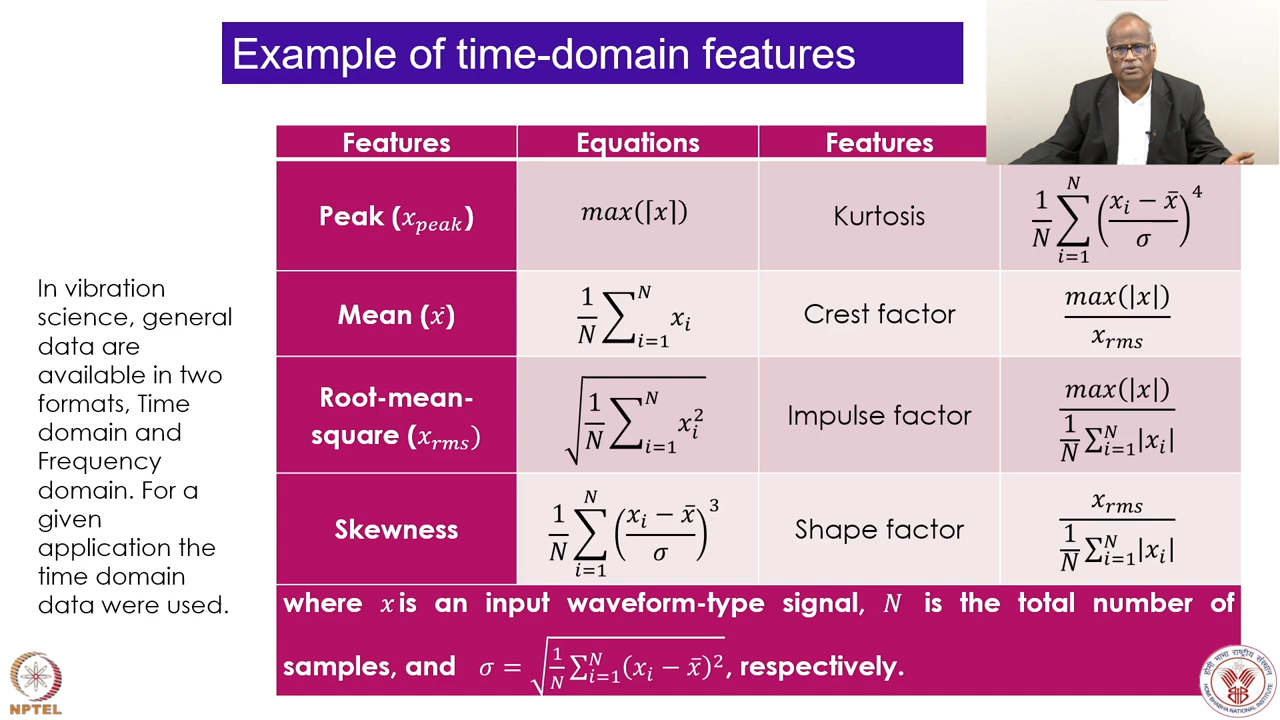 Example of time-domain features
Features Equations Features
Peak (x_peak) max(⌈x⌉) Kurtosis 1/N ∑_{i=1}^{N} ((x_i − x̄)/σ)^4
Mean (x̄) 1/N ∑_{i=1}^{N} x_i Crest factor max(|x|)/x_rms
Root-mean-
square (x_rms) √(1/N ∑_{i=1}^{N} x_i^2) Impulse factor max(|x|)/(1/N ∑_{i=1}^{N} |x_i|)
Skewness 1/N ∑_{i=1}^{N} ((x_i − x̄)/σ)^3 Shape factor x_rms/(1/N ∑_{i=1}^{N} |x_i|)
where x is an input waveform-type signal, N is the total number of
samples, and σ = √(1/N ∑_{i=1}^{N} (x_i − x̄)^2), respectively.
In vibration
science, general
data are
available in two
formats, Time
domain and
Frequency
domain. For a
given
application the
time domain
data were used.
NPTEL
होमी भाभा राष्ट्रीय संस्थान
HOMI BHABHA NATIONAL INSTITUTE